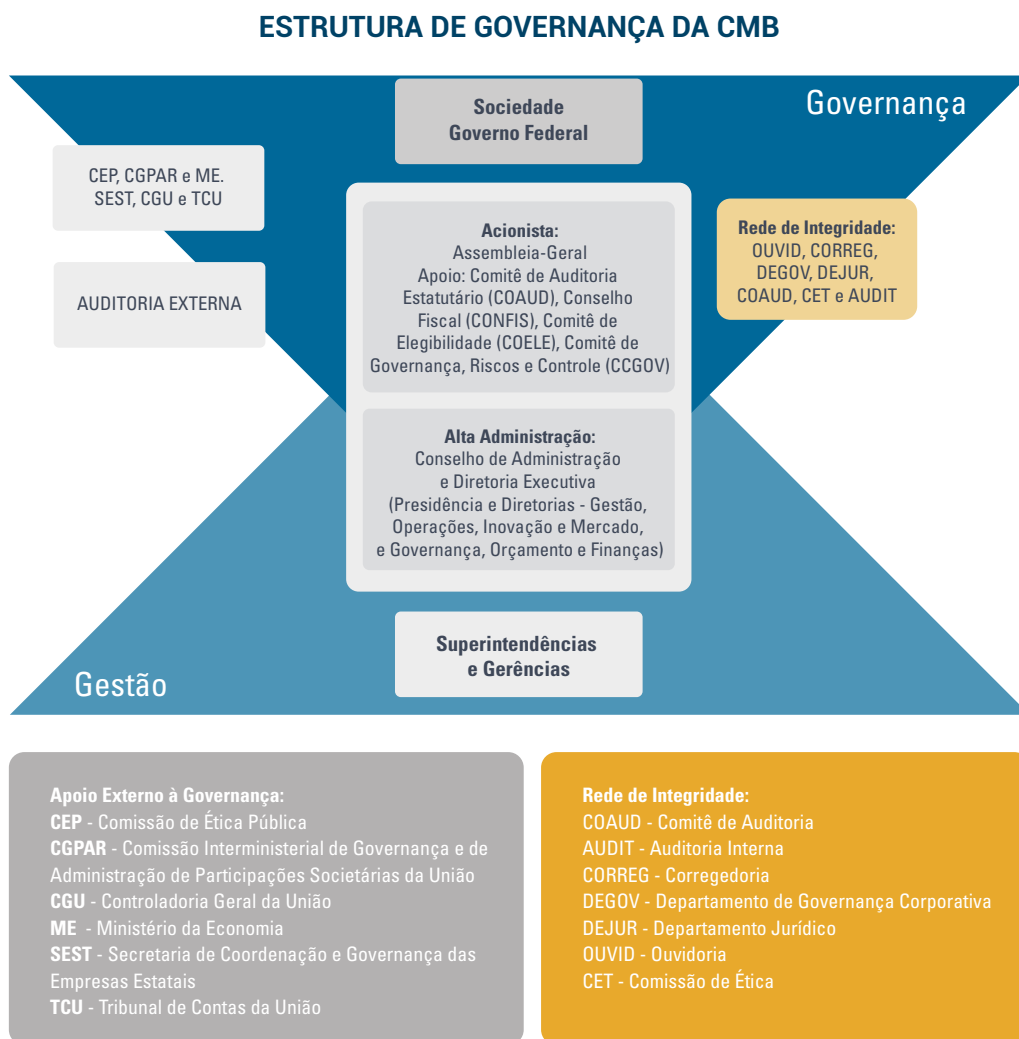 ESTRUTURA DE GOVERNANÇA DA CMB
Sociedade
Governo Federal
Governança
CEP, CGPAR e ME.
SEST, CGU e TCU
AUDITORIA EXTERNA
Acionista:
Assembleia-Geral
Apoio: Comitê de Auditoria
Estatutário (COAUD), Conselho
Fiscal (CONFIS), Comitê de
Elegibilidade (COELE), Comitê de
Governança, Riscos e Controle (CCGOV)
Rede de Integridade:
OUVID, CORREG,
DEGOV, DEJUR,
COAUD, CET e AUDIT
Alta Administração:
Conselho de Administração
e Diretoria Executiva
(Presidência e Diretorias - Gestão,
Operações, Inovação e Mercado,
e Governança, Orçamento e Finanças)
Superintendências
e Gerências
Gestão
Apoio Externo à Governança:
CEP - Comissão de Ética Pública
CGPAR - Comissão Interministerial de Governança e de
Administração de Participações Societárias da União
CGU - Controladoria Geral da União
ME - Ministério da Economia
SEST - Secretaria de Coordenação e Governança das
Empresas Estatais
TCU - Tribunal de Contas da União
Rede de Integridade:
COAUD - Comitê de Auditoria
AUDIT - Auditoria Interna
CORREG - Corregedoria
DEGOV - Departamento de Governança Corporativa
DEJUR - Departamento Jurídico
OUVID - Ouvidoria
CET - Comissão de Ética